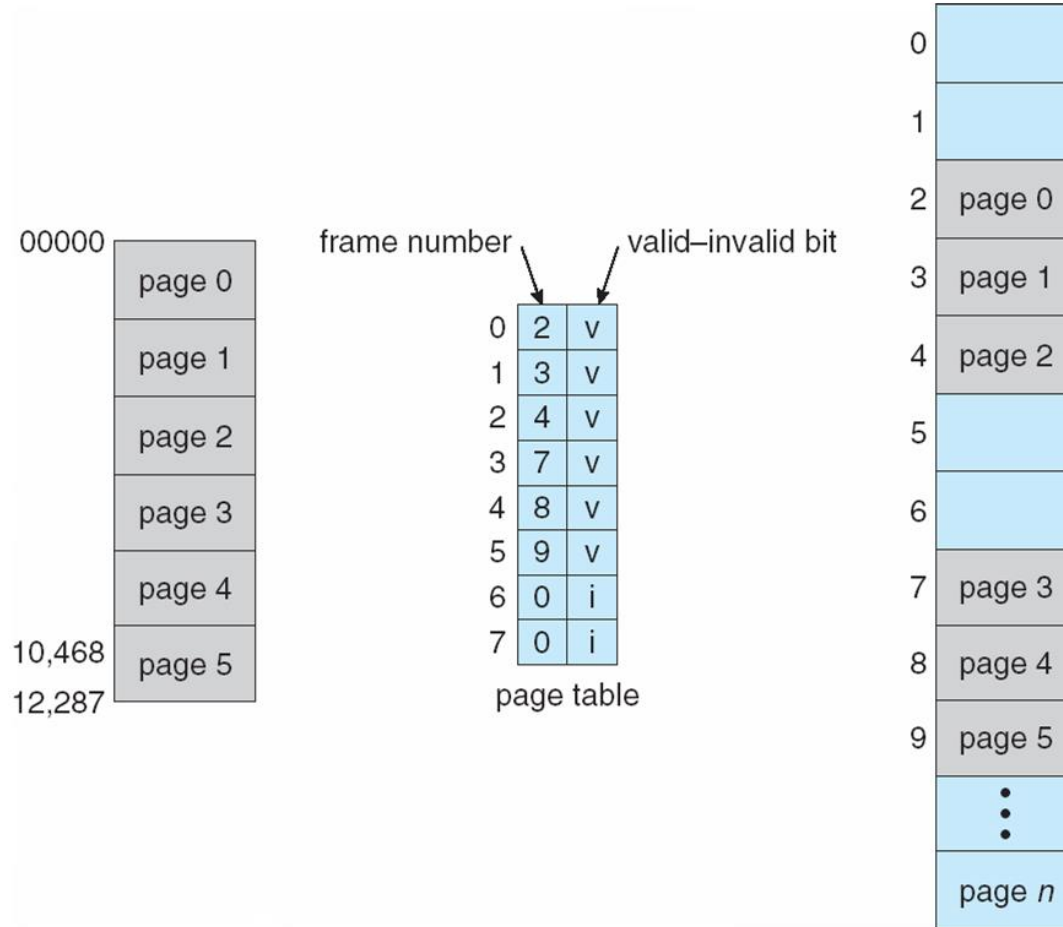 00000
page 0
page 1
page 2
page 3
page 4
10,468
page 5
12,287
frame number
valid–invalid bit
0 2 v
1 3 v
2 4 v
3 7 v
4 8 v
5 9 v
6 0 i
7 0 i
page table
0
1
2 page 0
3 page 1
4 page 2
5
6
7 page 3
8 page 4
9 page 5
page n